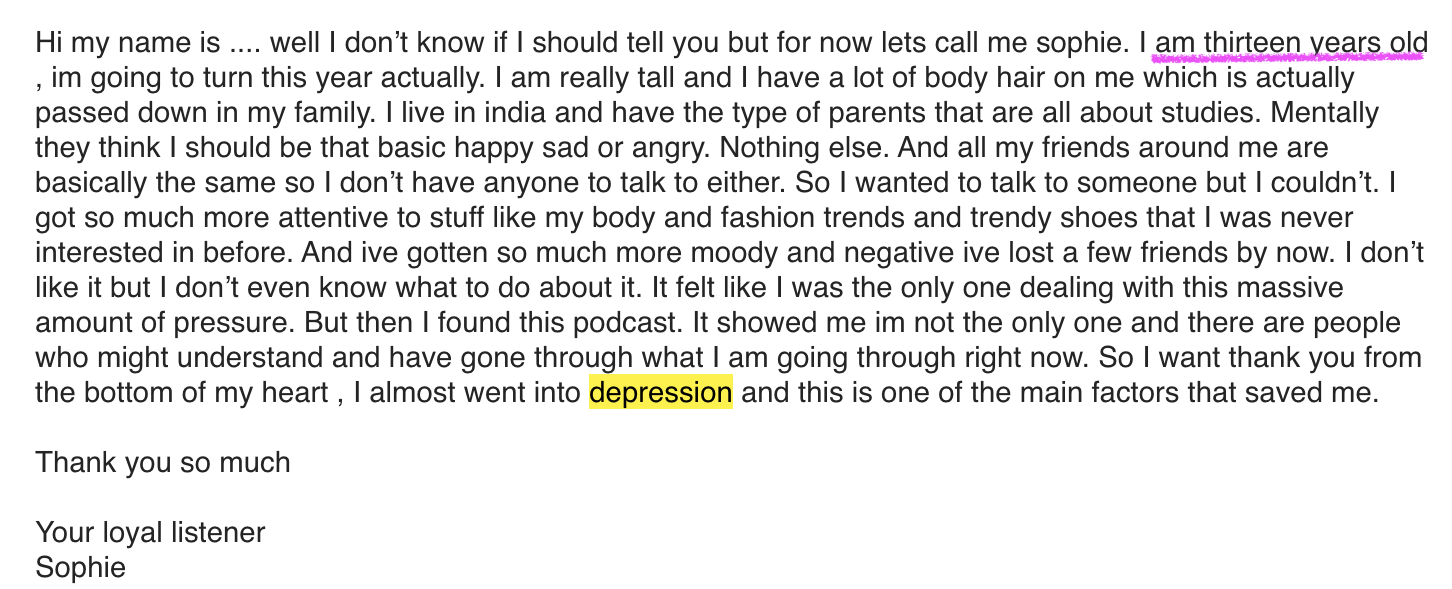 Hi my name is .... well I don’t know if I should tell you but for now lets call me sophie. I am thirteen years old
, im going to turn this year actually. I am really tall and I have a lot of body hair on me which is actually
passed down in my family. I live in india and have the type of parents that are all about studies. Mentally
they think I should be that basic happy sad or angry. Nothing else. And all my friends around me are
basically the same so I don’t have anyone to talk to either. So I wanted to talk to someone but I couldn’t. I
got so much more attentive to stuff like my body and fashion trends and trendy shoes that I was never
interested in before. And ive gotten so much more moody and negative ive lost a few friends by now. I don’t
like it but I don’t even know what to do about it. It felt like I was the only one dealing with this massive
amount of pressure. But then I found this podcast. It showed me im not the only one and there are people
who might understand and have gone through what I am going through right now. So I want thank you from
the bottom of my heart , I almost went into depression and this is one of the main factors that saved me.
Thank you so much
Your loyal listener
Sophie